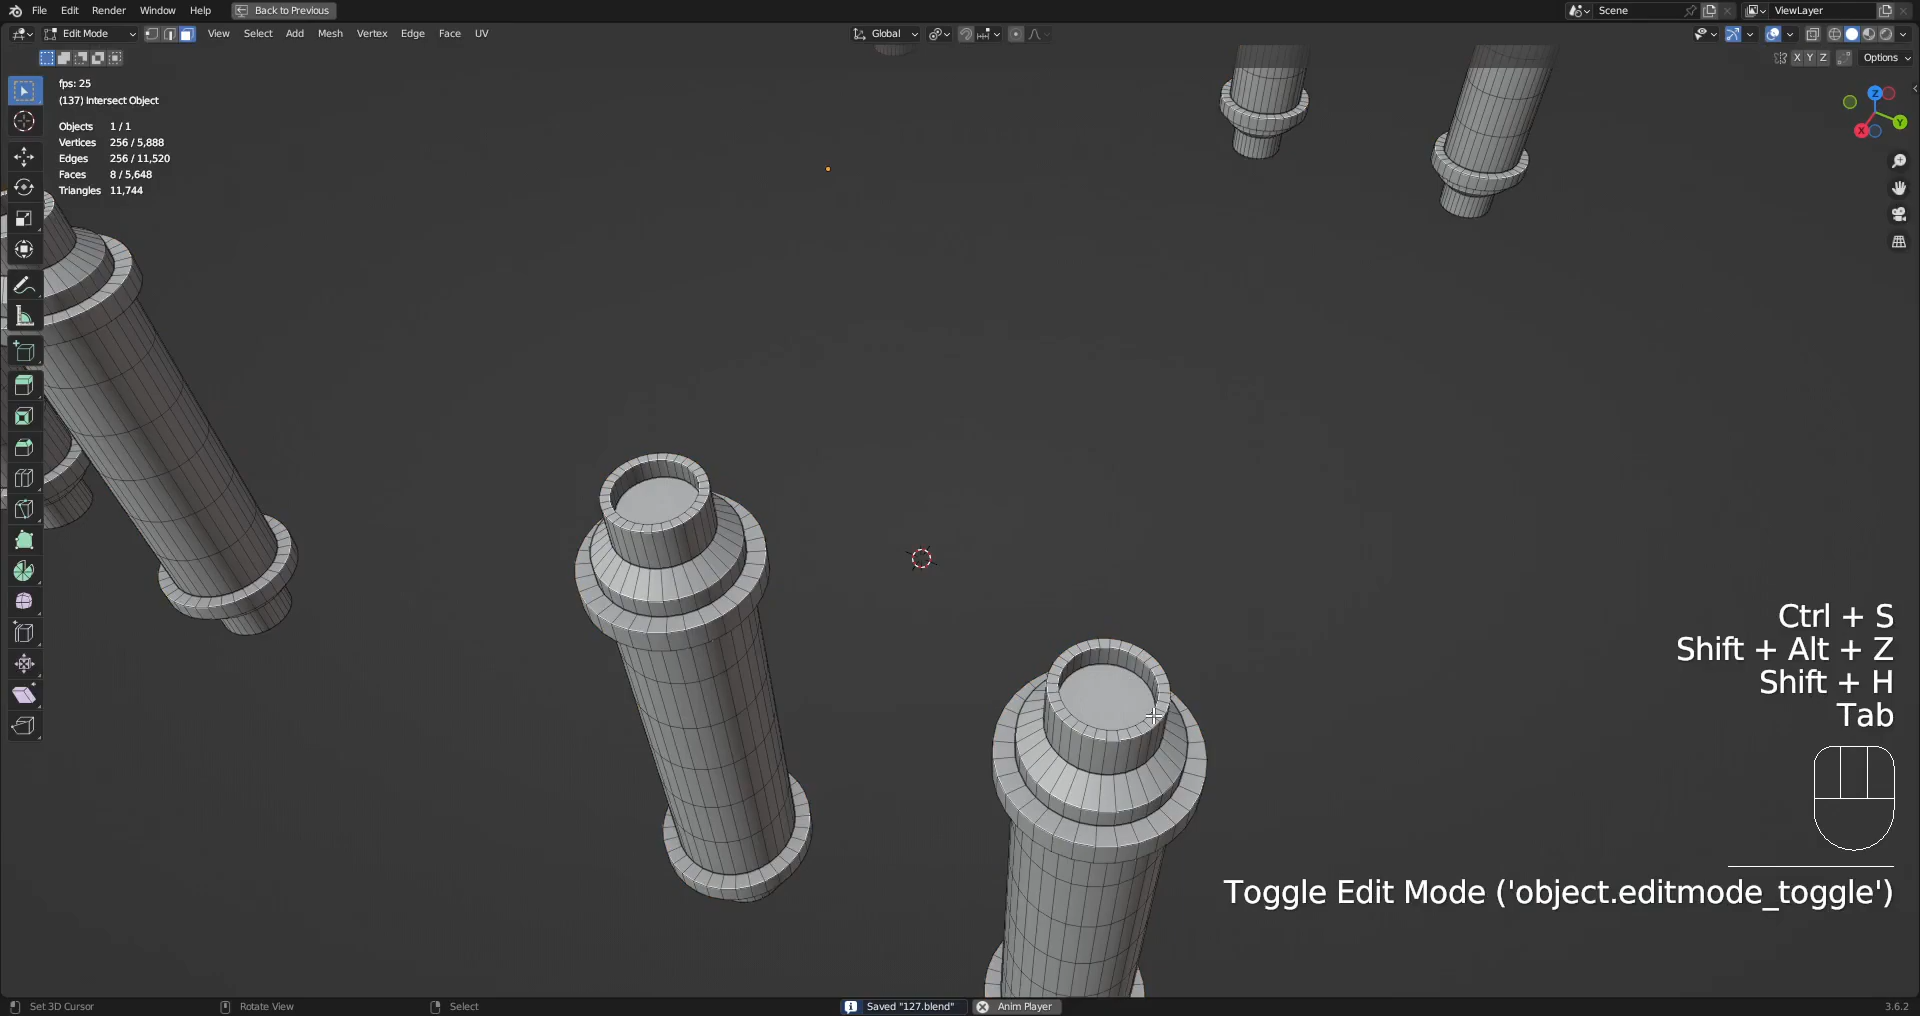 File Edit Render Window Help Back to Previous Scene ViewLayer
Edit Mode View Select Add Mesh Vertex Edge Face UV Global
X Y Z Options
fps: 25
(137) Intersect Object
Objects 1 / 1
Vertices 256 / 5,888
Edges 256 / 11,520
Faces 8 / 5,648
Triangles 11,744
Z
Y
X
Ctrl + S
Shift + Alt + Z
Shift + H
Tab
Toggle Edit Mode ('object.editmode_toggle')
Set 3D Cursor Rotate View Select Saved "127.blend" Anim Player 3.6.2